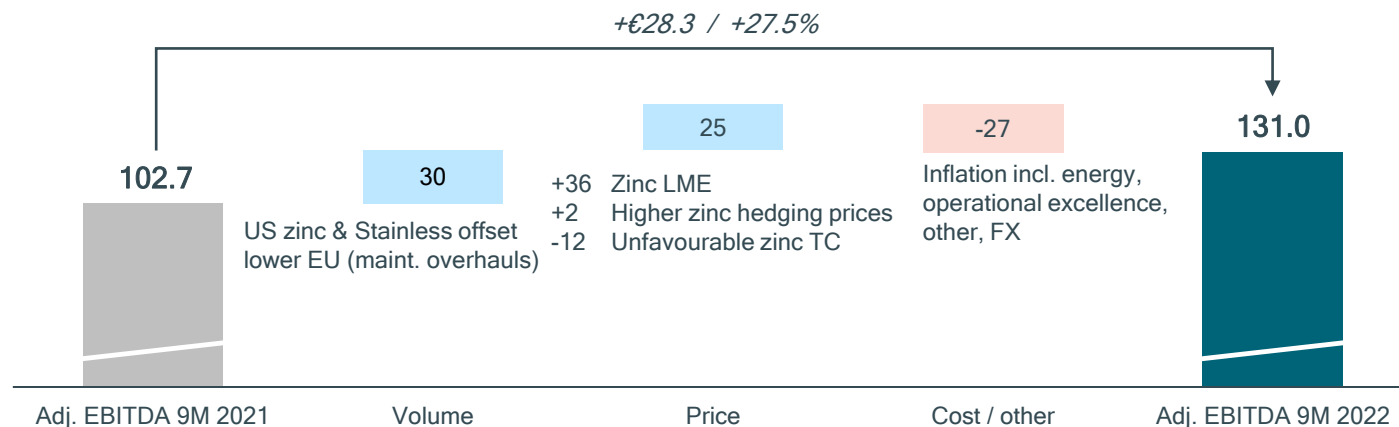 +€28.3 / +27.5%
102.7
30
25
-27
131.0
US zinc & Stainless offset
lower EU (maint. overhauls)
+36 Zinc LME
+2 Higher zinc hedging prices
-12 Unfavourable zinc TC
Inflation incl. energy,
operational excellence,
other, FX
Adj. EBITDA 9M 2021
Volume
Price
Cost / other
Adj. EBITDA 9M 2022